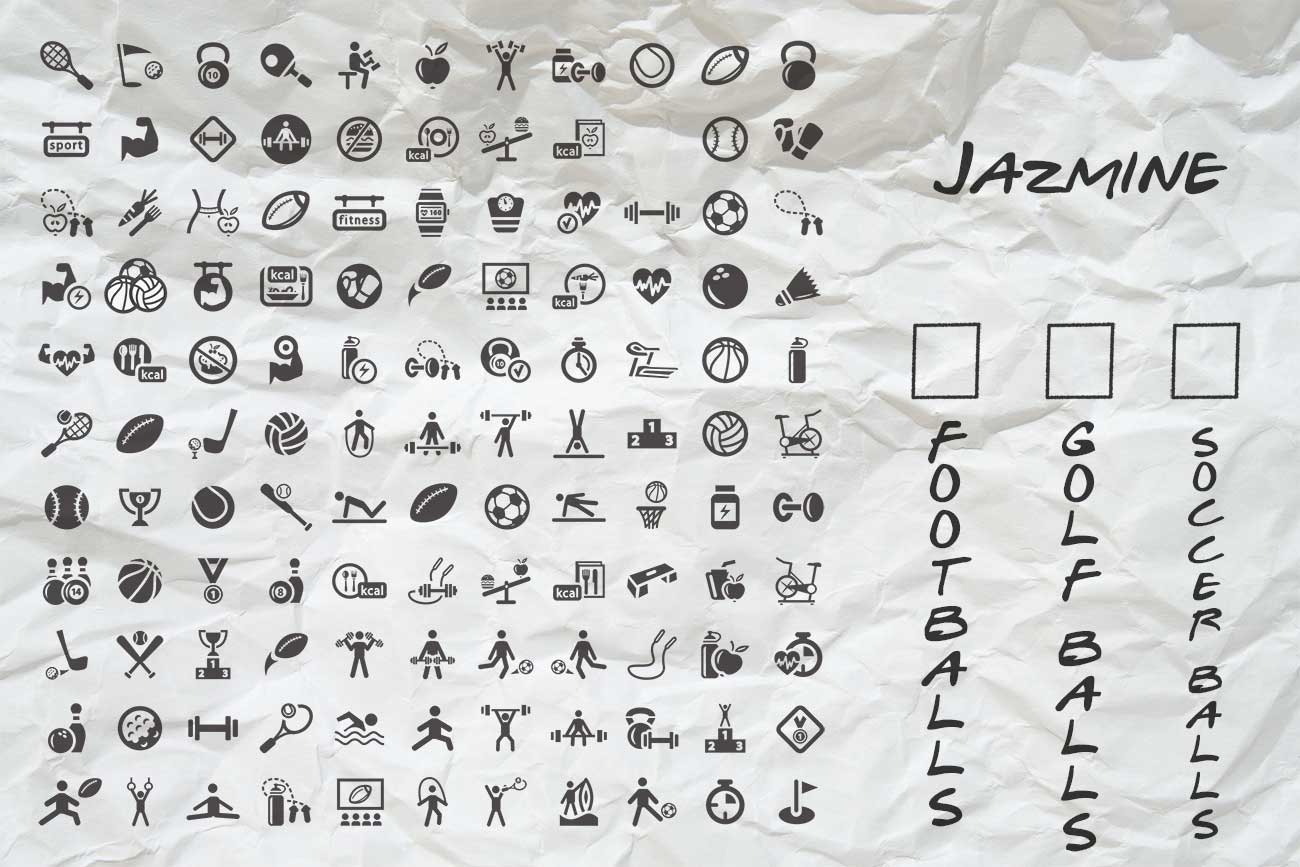 10
sport
kcal
kcal
fitness
160
kcal
kcal
kcal
10
2 1 3
1
14
1
8
kcal
kcal
2 1 3
2 1 3
1
JAZMINE
FOOTBALLS
GOLF BALLS
SOCCER BALLS